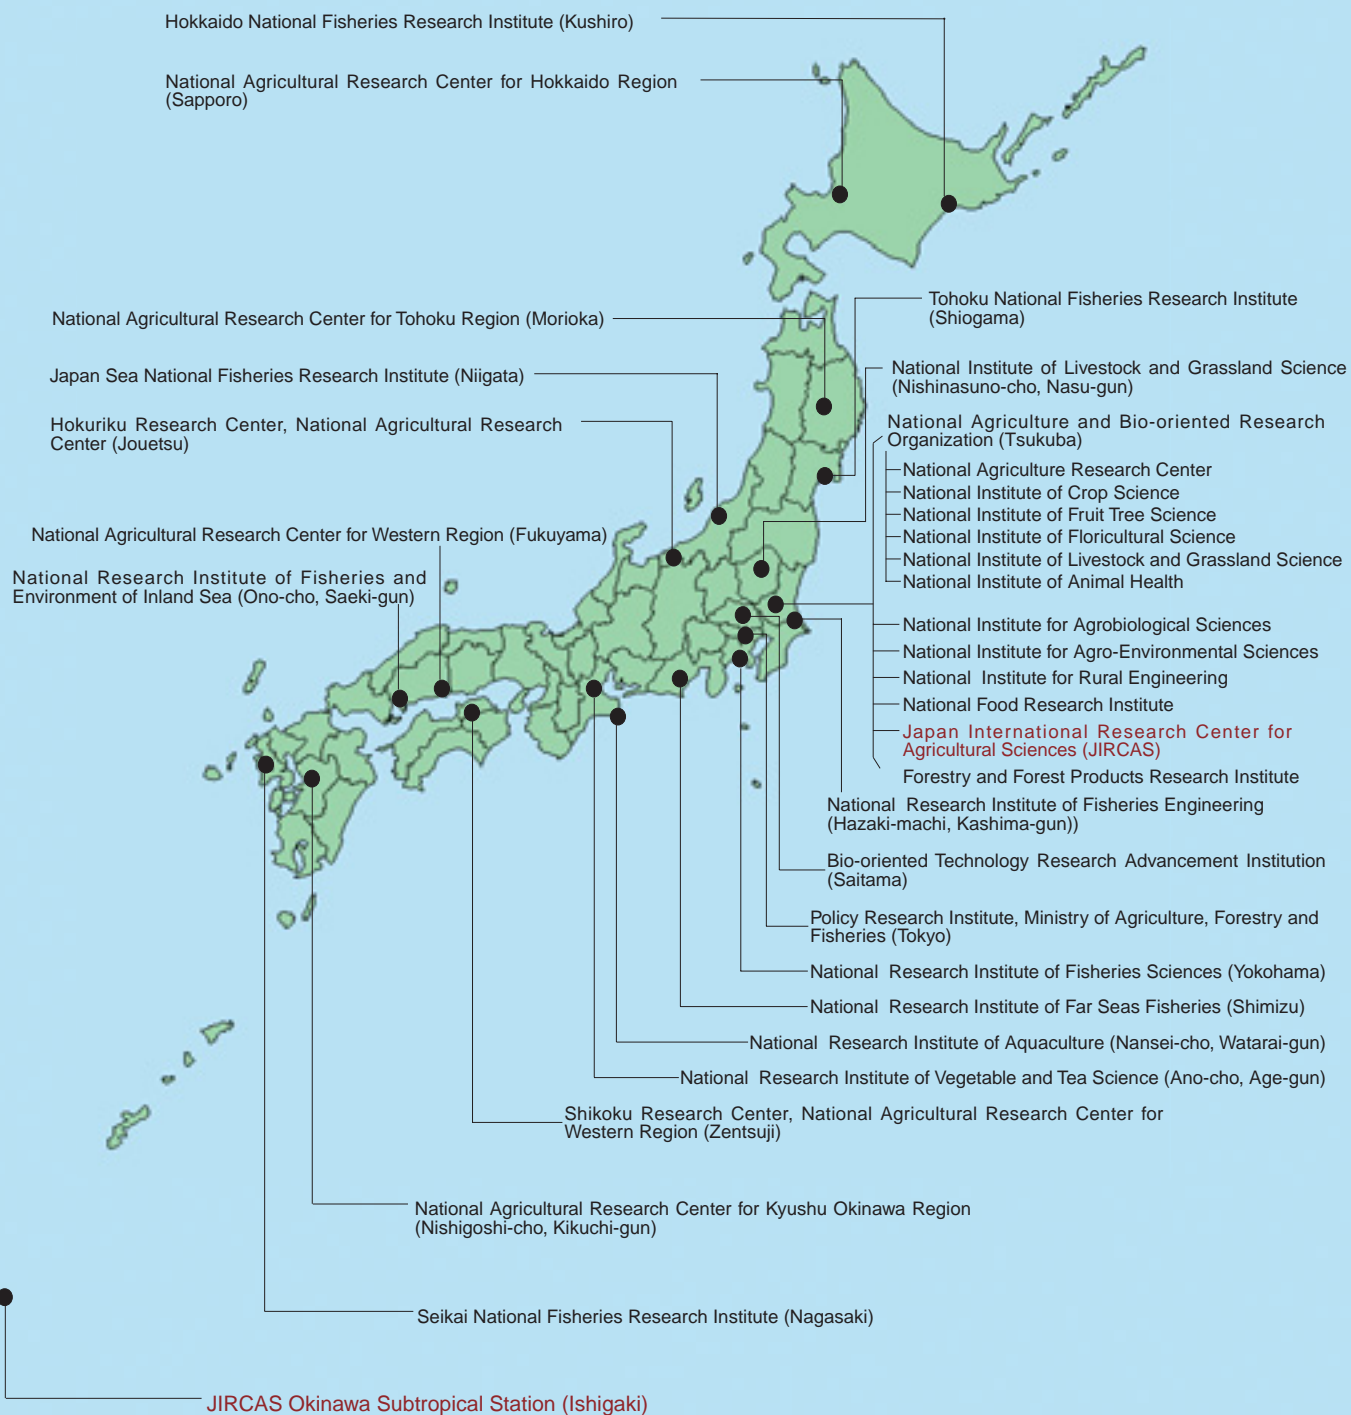 Hokkaido National Fisheries Research Institute (Kushiro)
National Agricultural Research Center for Hokkaido Region
(Sapporo)
Tohoku National Fisheries Research Institute
(Shiogama)
National Agricultural Research Center for Tohoku Region (Morioka)
National Institute of Livestock and Grassland Science
(Nishinasuno-cho, Nasu-gun)
Japan Sea National Fisheries Research Institute (Niigata)
Hokuriku Research Center, National Agricultural Research
Center (Jouetsu)
National Agriculture and Bio-oriented Research
Organization (Tsukuba)
National Agriculture Research Center
National Institute of Crop Science
National Institute of Fruit Tree Science
National Institute of Floricultural Science
National Institute of Livestock and Grassland Science
National Institute of Animal Health
National Agricultural Research Center for Western Region (Fukuyama)
National Research Institute of Fisheries and
Environment of Inland Sea (Ono-cho, Saeki-gun)
National Institute for Agrobiological Sciences
National Institute for Agro-Environmental Sciences
National Institute for Rural Engineering
National Food Research Institute
Japan International Research Center for
Agricultural Sciences (JIRCAS)
Forestry and Forest Products Research Institute
National Research Institute of Fisheries Engineering
(Hazaki-machi, Kashima-gun))
Bio-oriented Technology Research Advancement Institution
(Saitama)
Policy Research Institute, Ministry of Agriculture, Forestry and
Fisheries (Tokyo)
National Research Institute of Fisheries Sciences (Yokohama)
National Research Institute of Far Seas Fisheries (Shimizu)
National Research Institute of Aquaculture (Nansei-cho, Watarai-gun)
National Research Institute of Vegetable and Tea Science (Ano-cho, Age-gun)
Shikoku Research Center, National Agricultural Research Center for
Western Region (Zentsuji)
National Agricultural Research Center for Kyushu Okinawa Region
(Nishigoshi-cho, Kikuchi-gun)
Seikai National Fisheries Research Institute (Nagasaki)
JIRCAS Okinawa Subtropical Station (Ishigaki)